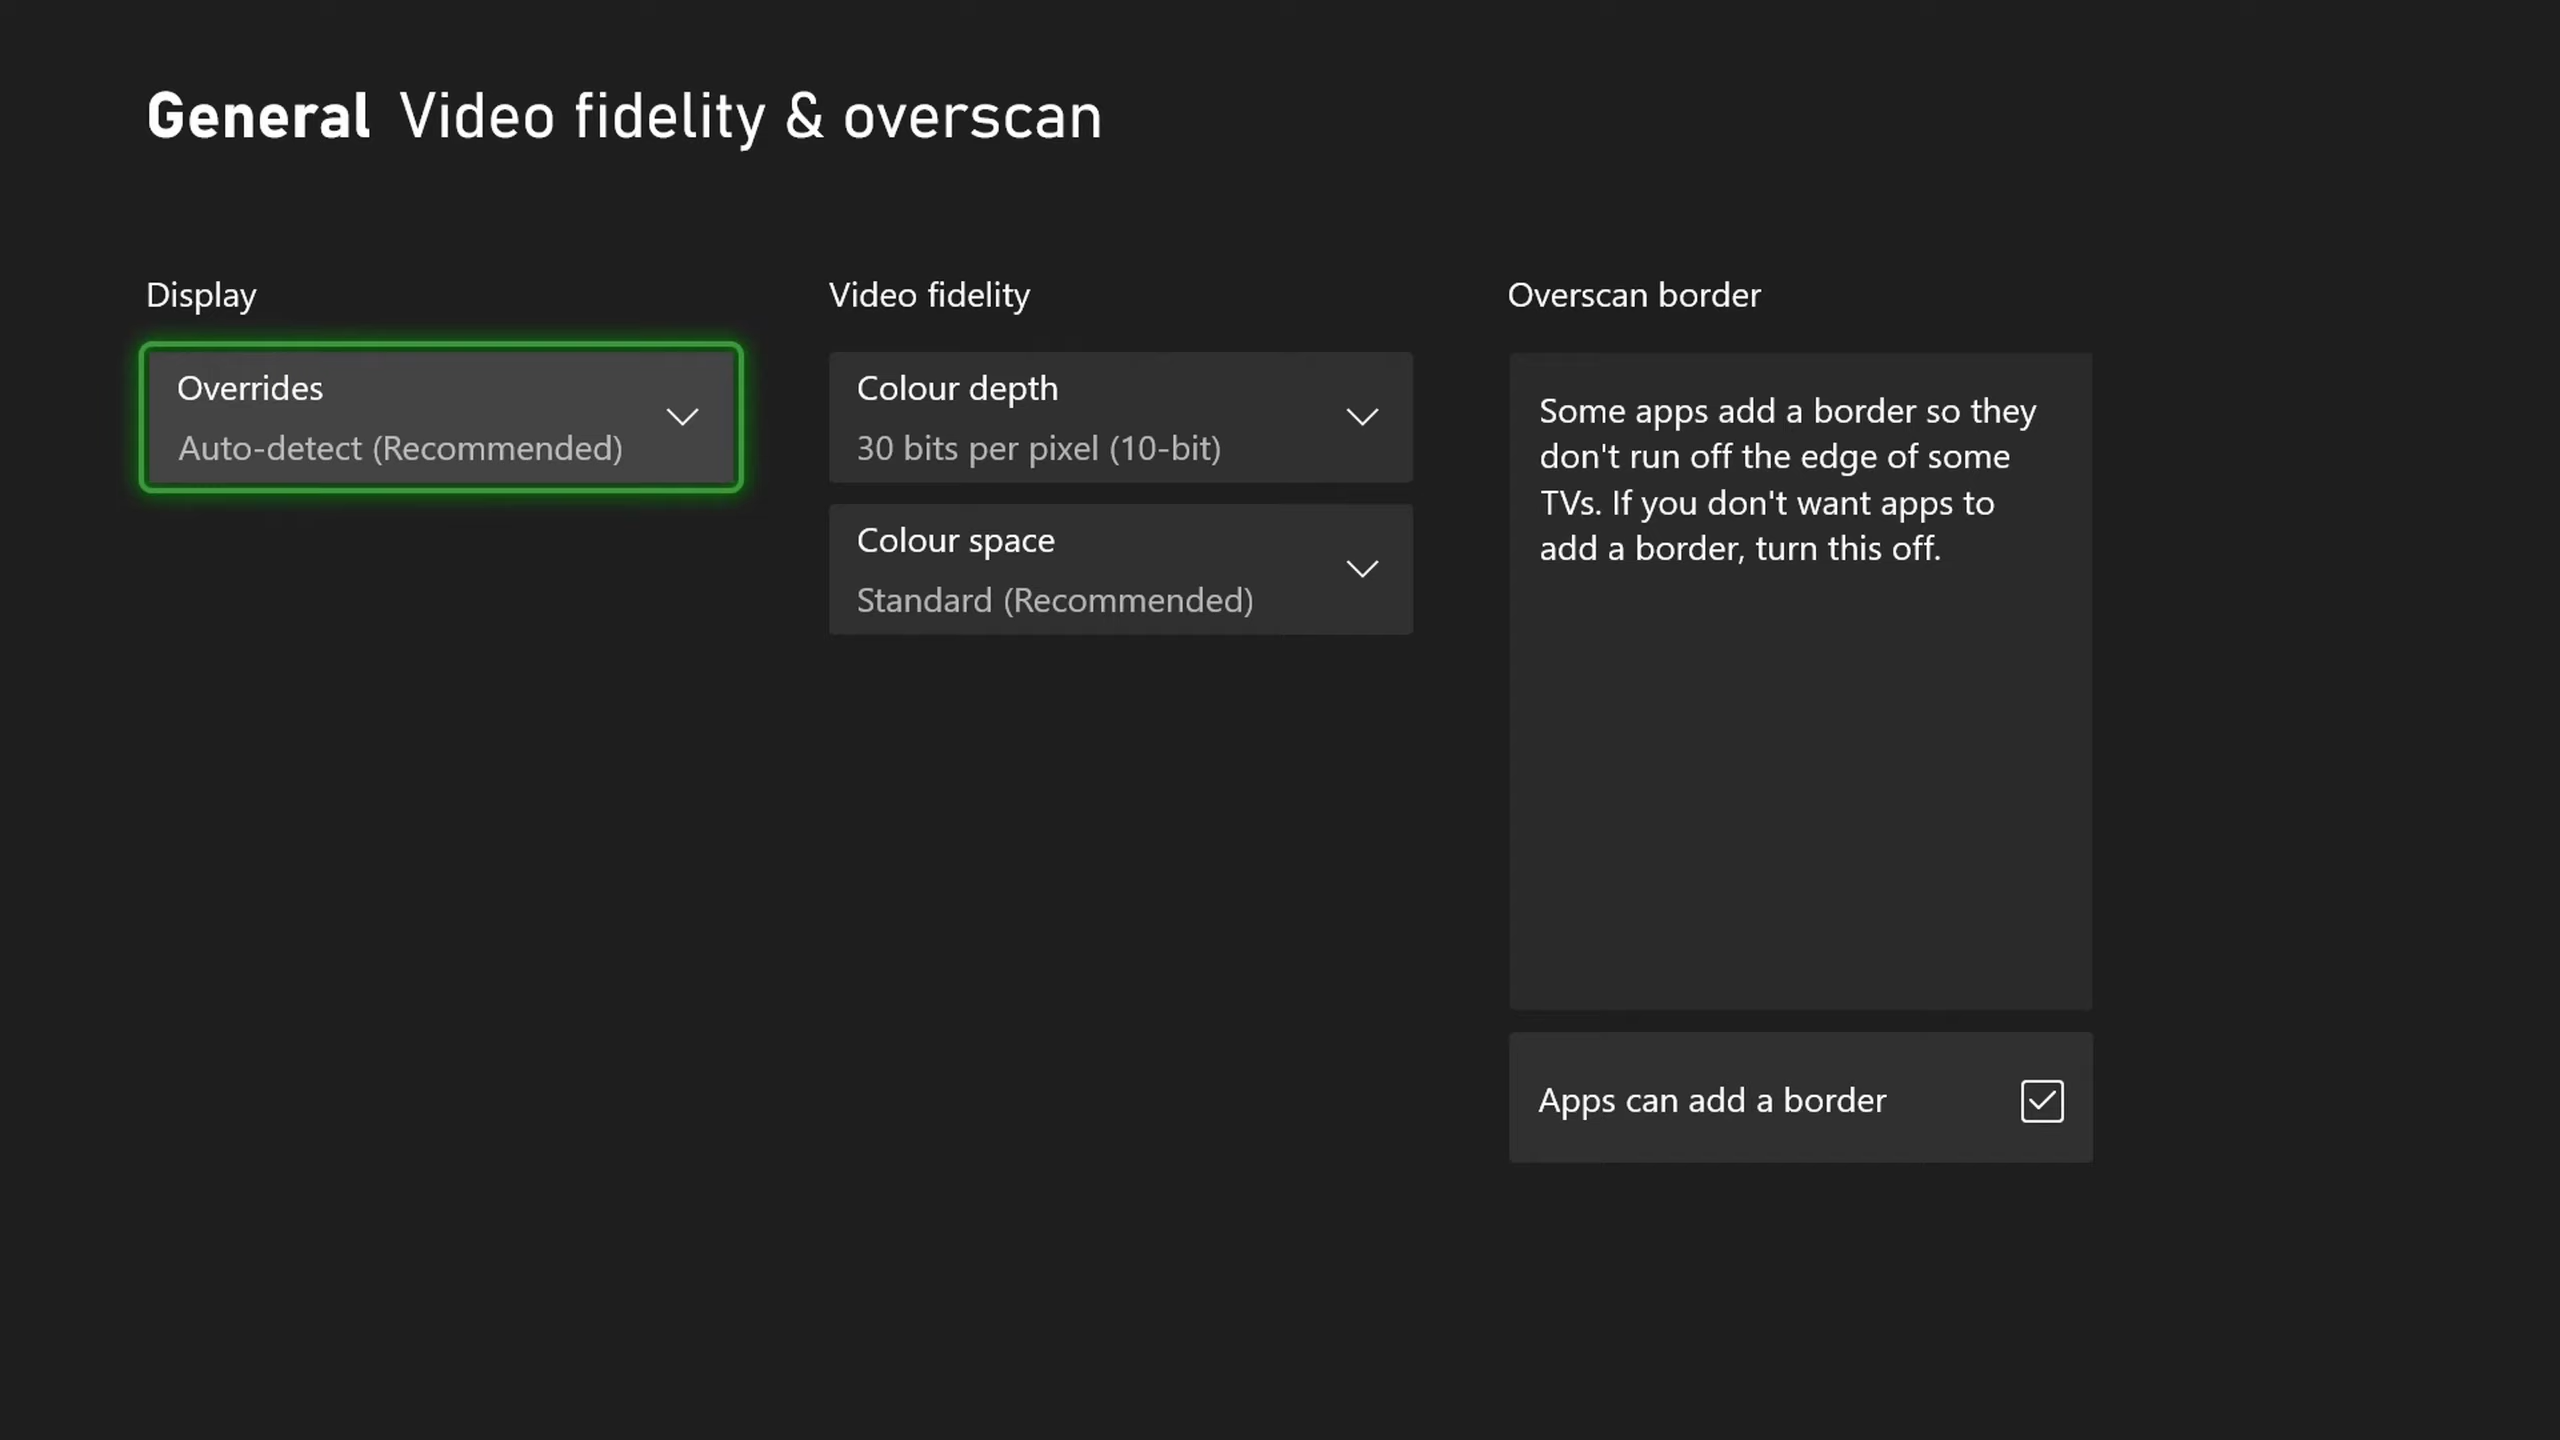 General Video fidelity & overscan
Display
Overrides
Auto-detect (Recommended)
Video fidelity
Colour depth
30 bits per pixel (10-bit)
Colour space
Standard (Recommended)
Overscan border
Some apps add a border so they
don't run off the edge of some
TVs. If you don't want apps to
add a border, turn this off.
Apps can add a border